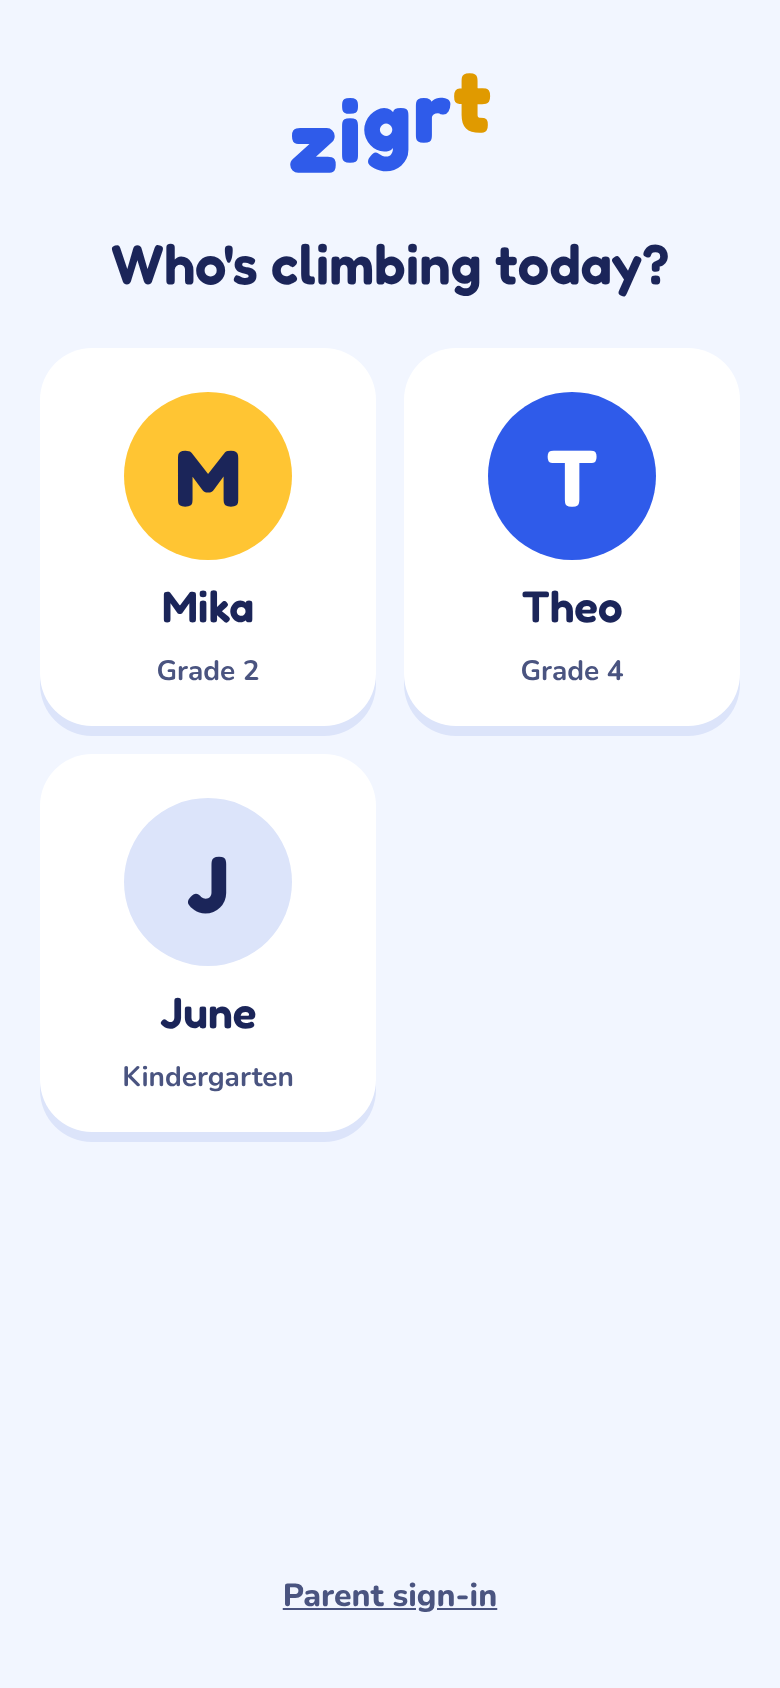 zigrt
Who's climbing today?
M
T
Mika
Theo
Grade 2
Grade 4
J
June
Kindergarten
Parent sign-in